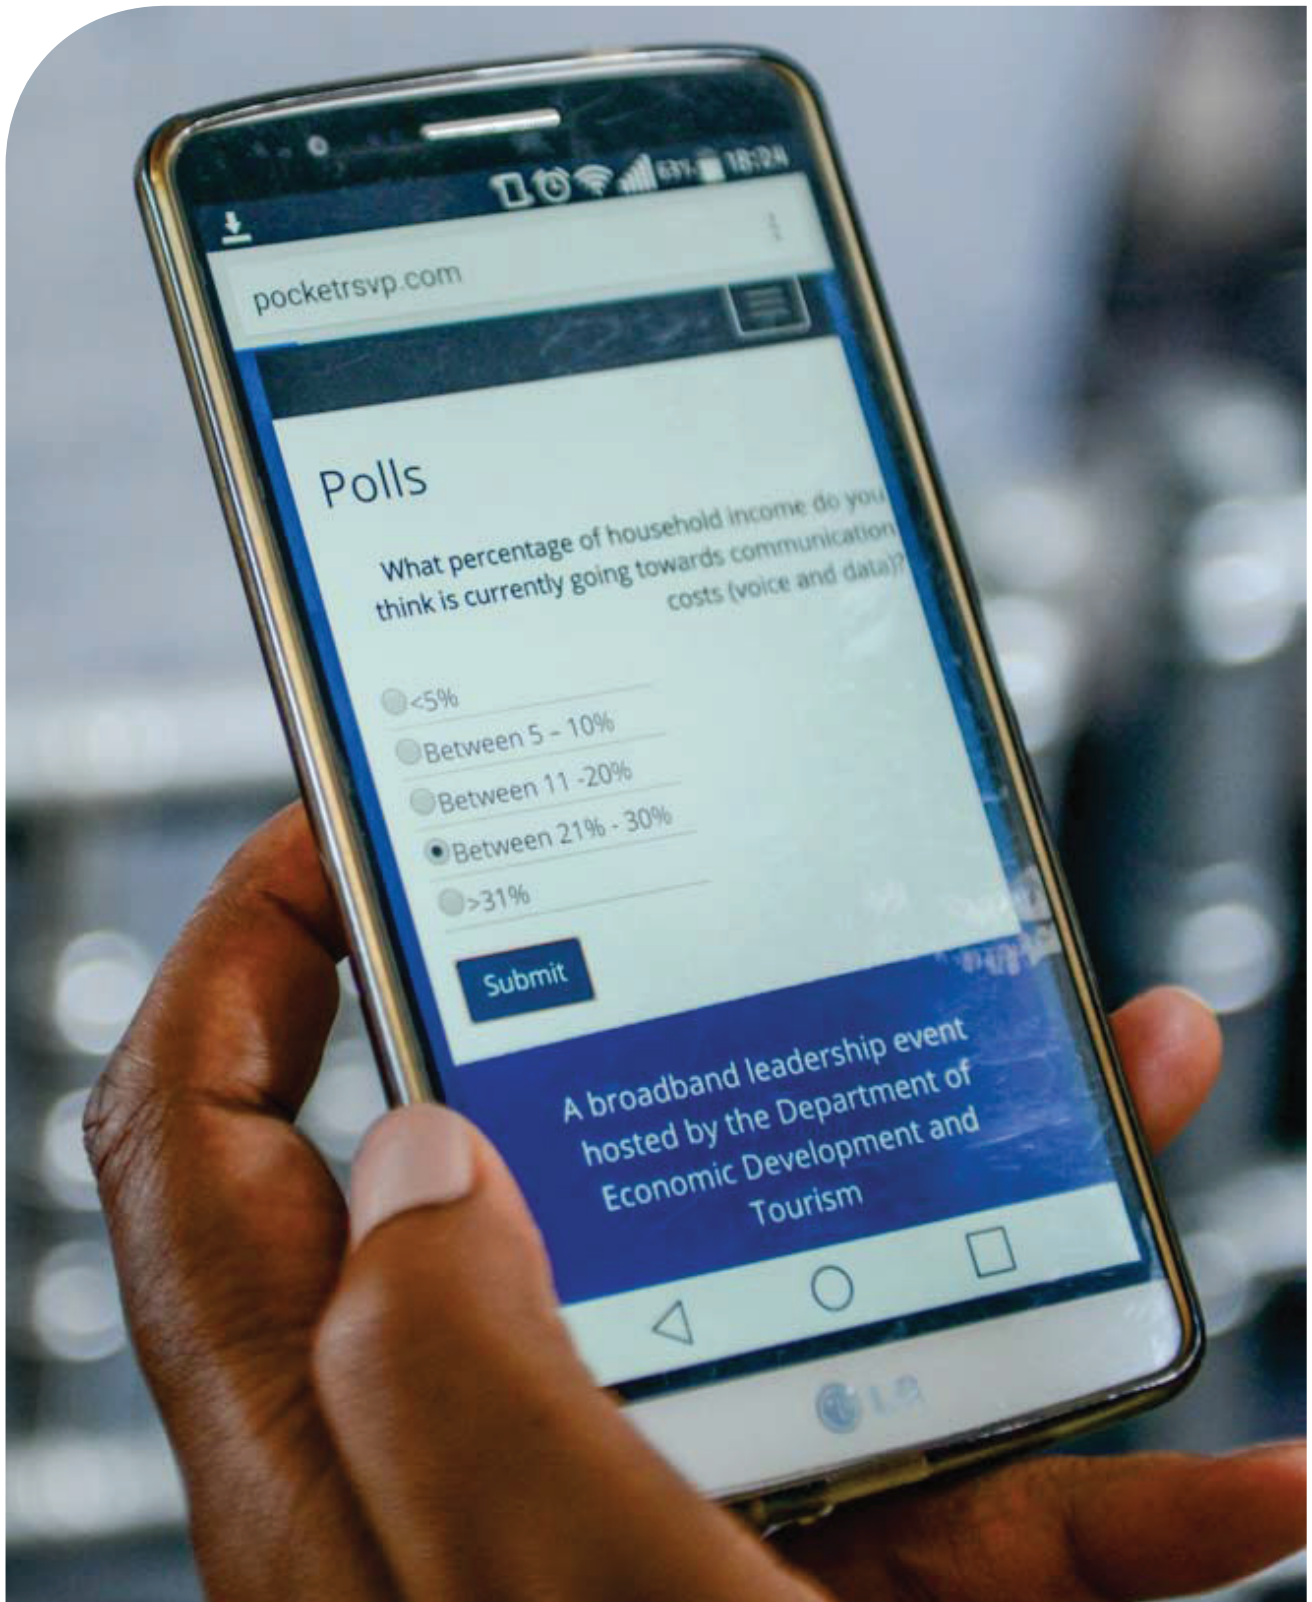 63% 18:24
pocketrsvp.com
Polls
What percentage of household income do you
think is currently going towards communication
costs (voice and data)?
<5%
Between 5 – 10%
Between 11 -20%
Between 21% - 30%
>31%
Submit
A broadband leadership event
hosted by the Department of
Economic Development and
Tourism
LG